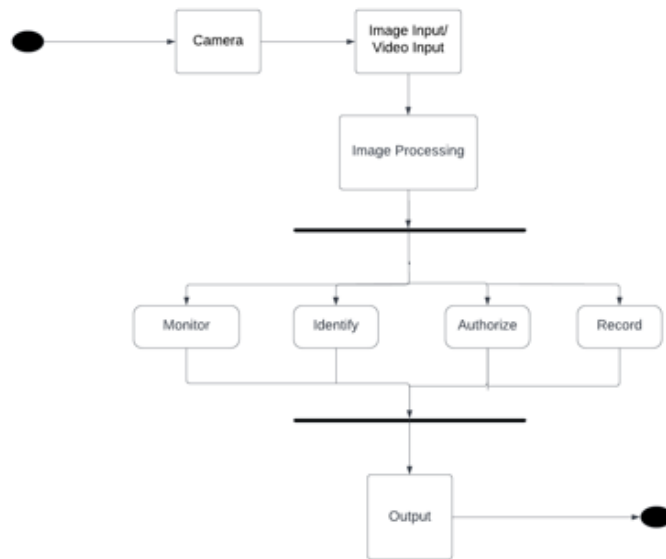 Camera
Image Input/
Video Input
Image Processing
Monitor
Identify
Authorize
Record
Output